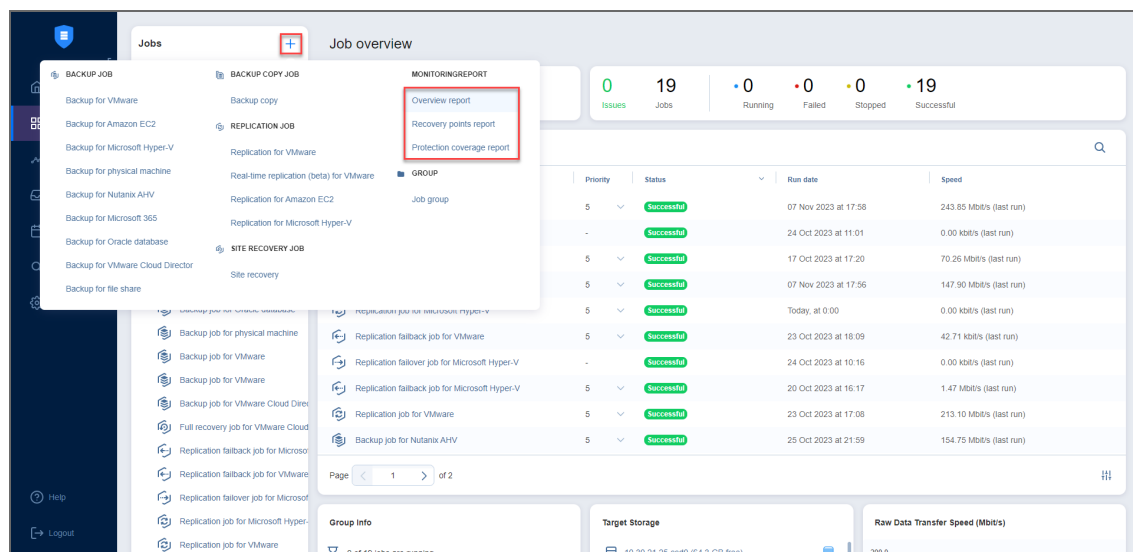 Jobs
Job overview
BACKUP JOB
Backup for VMware
Backup for Amazon EC2
Backup for Microsoft Hyper-V
Backup for physical machine
Backup for Nutanix AHV
Backup for Microsoft 365
Backup for Oracle database
Backup for VMware Cloud Director
Backup for file share
BACKUP COPY JOB
Backup copy
REPLICATION JOB
Replication for VMware
Real-time replication (beta) for VMware
Replication for Amazon EC2
Replication for Microsoft Hyper-V
SITE RECOVERY JOB
Site recovery
MONITORINGREPORT
Overview report
Recovery points report
Protection coverage report
GROUP
Job group
0 19 0 0 0 19
Issues Jobs Running Failed Stopped Successful
Priority Status Run date Speed
5 Successful 07 Nov 2023 at 17:58 243.85 Mbit/s (last run)
- Successful 24 Oct 2023 at 11:01 0.00 kbit/s (last run)
5 Successful 17 Oct 2023 at 17:20 70.26 Mbit/s (last run)
5 Successful 07 Nov 2023 at 17:56 147.90 Mbit/s (last run)
Replication job for Microsoft Hyper-V 5 Successful Today, at 0:00 0.00 kbit/s (last run)
Replication failback job for VMware 5 Successful 23 Oct 2023 at 18:09 42.71 kbit/s (last run)
Replication failover job for Microsoft Hyper-V - Successful 24 Oct 2023 at 10:16 0.00 kbit/s (last run)
Replication failback job for Microsoft Hyper-V 5 Successful 20 Oct 2023 at 16:17 1.47 Mbit/s (last run)
Replication job for VMware 5 Successful 23 Oct 2023 at 17:08 213.10 Mbit/s (last run)
Backup job for Nutanix AHV 5 Successful 25 Oct 2023 at 21:59 154.75 Mbit/s (last run)
Page 1 of 2
Backup job for Oracle database
Backup job for physical machine
Backup job for VMware
Backup job for VMware
Backup job for VMware Cloud Direc
Full recovery job for VMware Cloud
Replication failback job for Microsof
Replication failback job for VMware
Replication failover job for Microsof
Replication job for Microsoft Hyper-
Replication job for VMware
Help
Logout
Group Info
Target Storage
Raw Data Transfer Speed (Mbit/s)